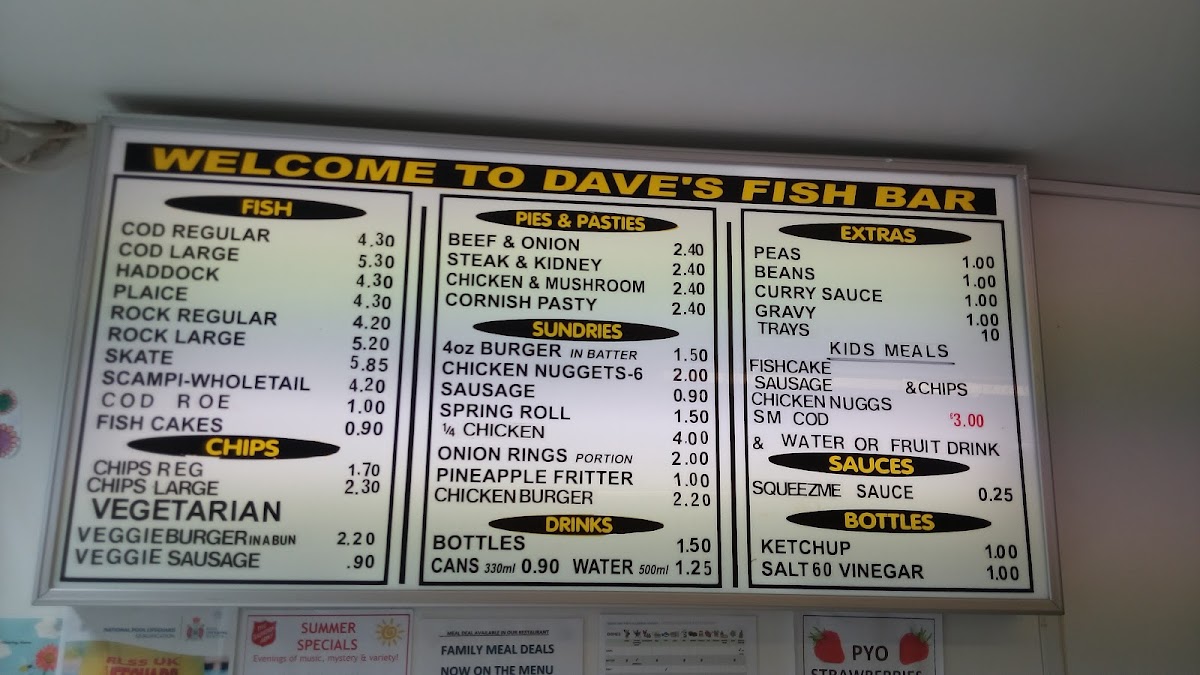 WELCOME TO DAVE'S FISH BAR
FISH
COD REGULAR 4.30
COD LARGE 5.30
HADDOCK 4.30
PLAICE 4.30
ROCK REGULAR 4.20
ROCK LARGE 5.20
SKATE 5.85
SCAMPI-WHOLETAIL 4.20
COD ROE 1.00
FISH CAKES 0.90
CHIPS
CHIPS REG 1.70
CHIPS LARGE 2.30
VEGETARIAN
VEGGIEBURGER IN A BUN 2.20
VEGGIE SAUSAGE .90
PIES & PASTIES
BEEF & ONION 2.40
STEAK & KIDNEY 2.40
CHICKEN & MUSHROOM 2.40
CORNISH PASTY 2.40
SUNDRIES
4oz BURGER IN BATTER 1.50
CHICKEN NUGGETS-6 2.00
SAUSAGE 0.90
SPRING ROLL 1.50
¼ CHICKEN 4.00
ONION RINGS PORTION 2.00
PINEAPPLE FRITTER 1.00
CHICKEN BURGER 2.20
DRINKS
BOTTLES 1.50
CANS 330ml 0.90 WATER 500ml 1.25
EXTRAS
PEAS 1.00
BEANS 1.00
CURRY SAUCE 1.00
GRAVY 1.00
TRAYS 10
KIDS MEALS
FISHCAKE
SAUSAGE & CHIPS
CHICKEN NUGGS
SM COD £3.00
& WATER OR FRUIT DRINK
SAUCES
SQUEEZME SAUCE 0.25
BOTTLES
KETCHUP 1.00
SALT 60 VINEGAR 1.00
SUMMER
SPECIALS
Evenings of music, mystery & variety!
MEAL DEAL AVAILABLE IN OUR RESTAURANT
FAMILY MEAL DEALS
NOW ON THE MENU
PYO
STRAWBERRIES
RLSS UK